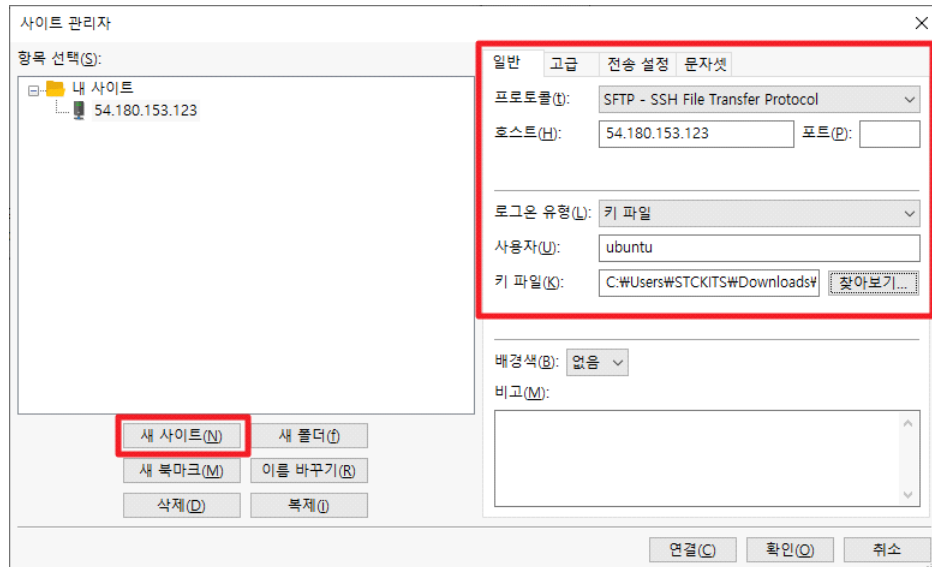 사이트 관리자
항목 선택(S):
내 사이트
54.180.153.123
새 사이트(N)
새 폴더(f)
새 북마크(M)
이름 바꾸기(R)
삭제(D)
복제(I)
일반
고급
전송 설정
문자셋
프로토콜(t):
SFTP - SSH File Transfer Protocol
호스트(H):
54.180.153.123
포트(P):
로그온 유형(L):
키 파일
사용자(U):
ubuntu
키 파일(K):
C:₩Users₩STCKITS₩Downloads₩
찾아보기...
배경색(B):
없음
비고(M):
연결(C)
확인(O)
취소